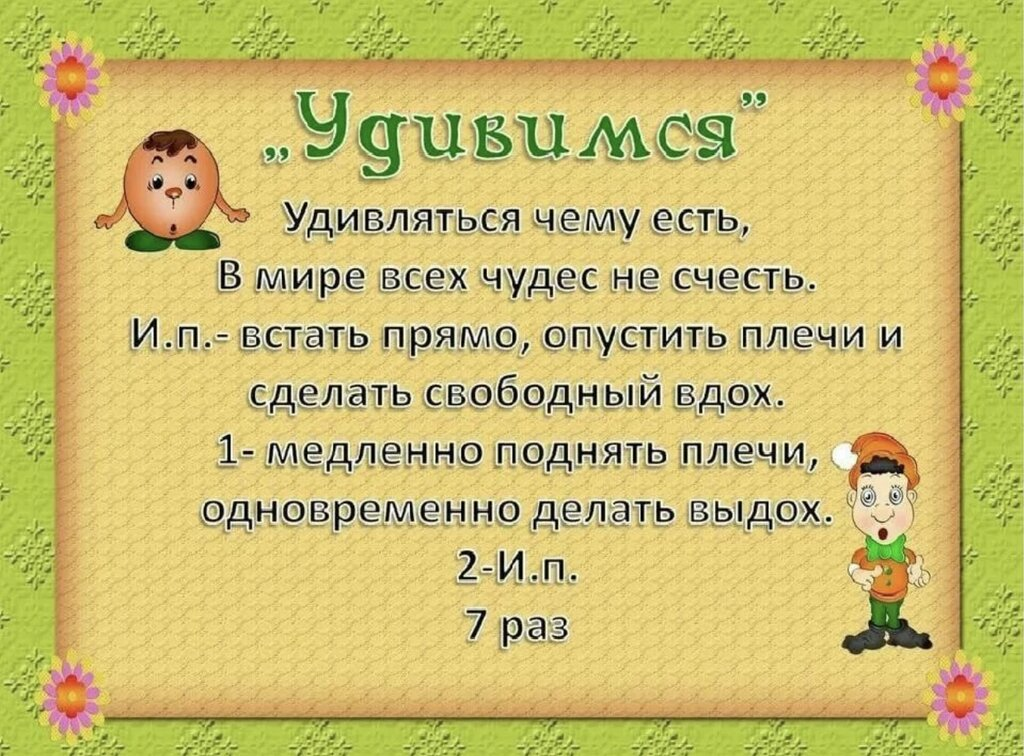 „Удивимся”
Удивляться чему есть,
В мире всех чудес не счесть.
И.п.- встать прямо, опустить плечи и
сделать свободный вдох.
1- медленно поднять плечи,
одновременно делать выдох.
2-И.п.
7 раз